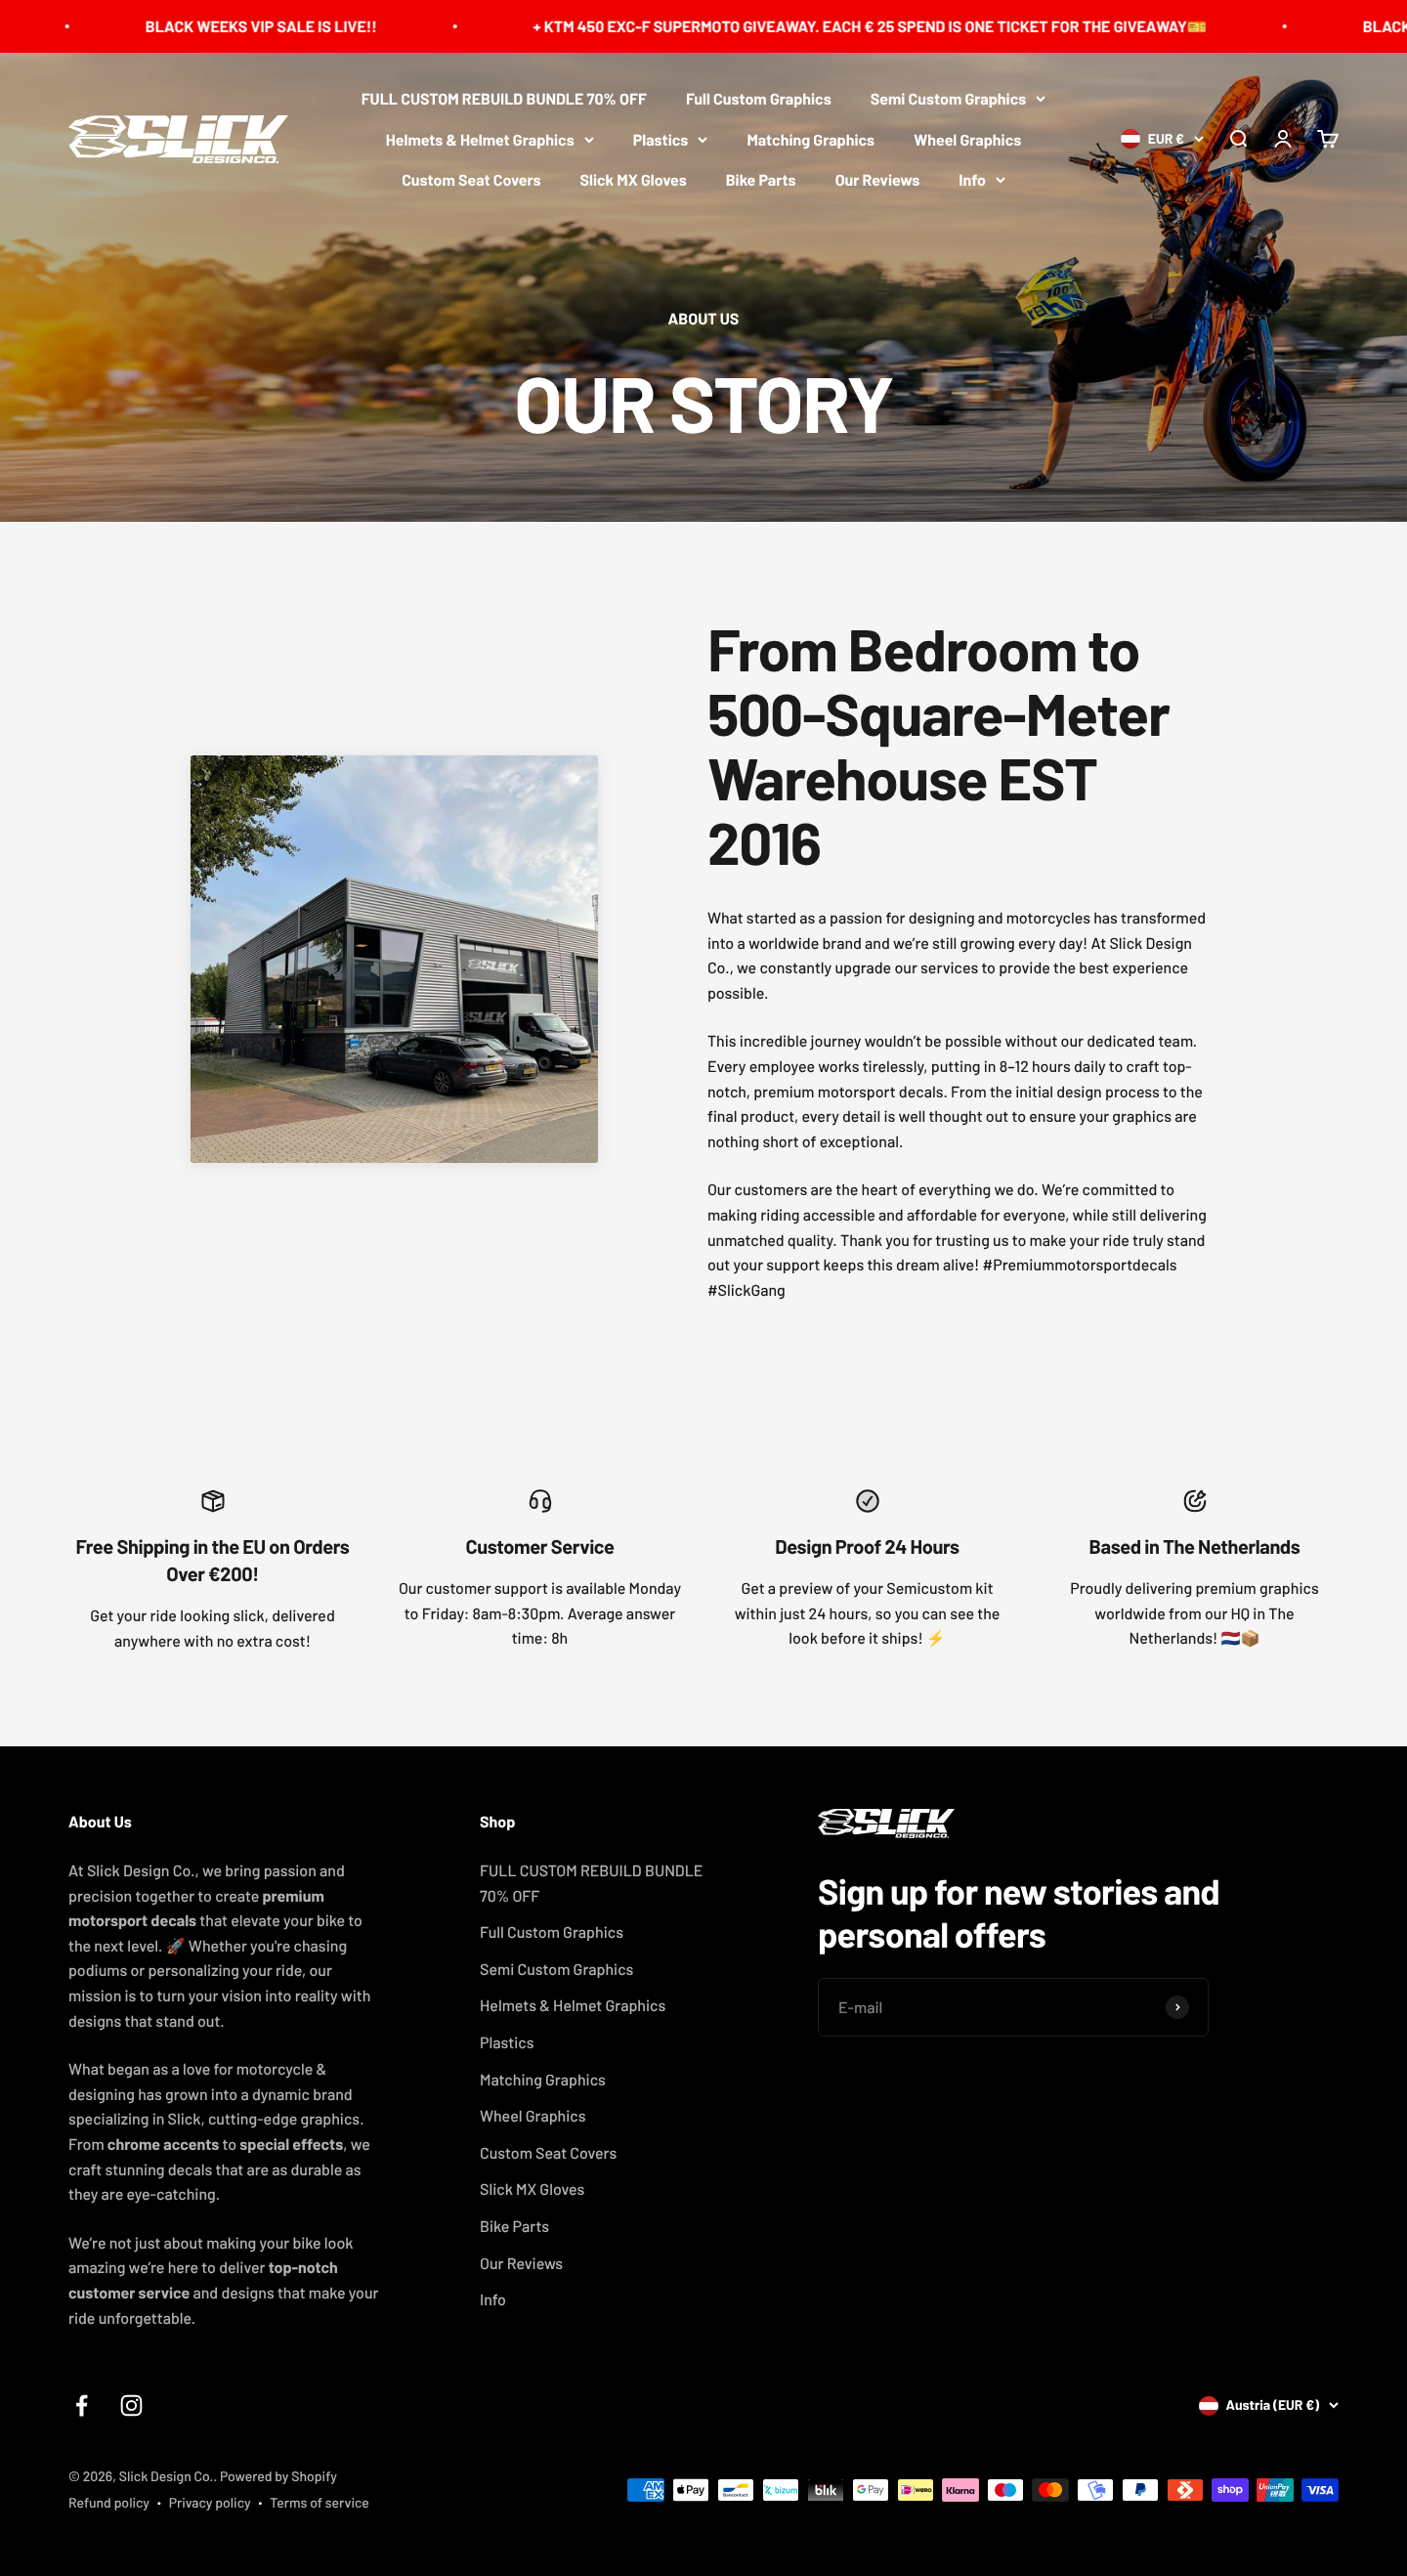 BLACK WEEKS VIP SALE IS LIVE!! • + KTM 450 EXC-F SUPERMOTO GIVEAWAY. EACH € 25 SPEND IS ONE TICKET FOR THE GIVEAWAY🎫 • BLACK
SLICK
DESIGNCO.
FULL CUSTOM REBUILD BUNDLE 70% OFF Full Custom Graphics Semi Custom Graphics
Helmets & Helmet Graphics Plastics Matching Graphics Wheel Graphics
Custom Seat Covers Slick MX Gloves Bike Parts Our Reviews Info
EUR €
100
ABOUT US
OUR STORY
From Bedroom to
500-Square-Meter
Warehouse EST
2016
SLICK
SLICK
What started as a passion for designing and motorcycles has transformed
into a worldwide brand and we’re still growing every day! At Slick Design
Co., we constantly upgrade our services to provide the best experience
possible.
This incredible journey wouldn’t be possible without our dedicated team.
Every employee works tirelessly, putting in 8–12 hours daily to craft top-
notch, premium motorsport decals. From the initial design process to the
final product, every detail is well thought out to ensure your graphics are
nothing short of exceptional.
Our customers are the heart of everything we do. We’re committed to
making riding accessible and affordable for everyone, while still delivering
unmatched quality. Thank you for trusting us to make your ride truly stand
out your support keeps this dream alive! #Premiummotorsportdecals
#SlickGang
Free Shipping in the EU on Orders
Over €200!
Get your ride looking slick, delivered
anywhere with no extra cost!
Customer Service
Our customer support is available Monday
to Friday: 8am-8:30pm. Average answer
time: 8h
Design Proof 24 Hours
Get a preview of your Semicustom kit
within just 24 hours, so you can see the
look before it ships! ⚡
Based in The Netherlands
Proudly delivering premium graphics
worldwide from our HQ in The
Netherlands! 🇳🇱📦
About Us
At Slick Design Co., we bring passion and
precision together to create premium
motorsport decals that elevate your bike to
the next level. 🚀 Whether you're chasing
podiums or personalizing your ride, our
mission is to turn your vision into reality with
designs that stand out.
What began as a love for motorcycle &
designing has grown into a dynamic brand
specializing in Slick, cutting-edge graphics.
From chrome accents to special effects, we
craft stunning decals that are as durable as
they are eye-catching.
We’re not just about making your bike look
amazing we’re here to deliver top-notch
customer service and designs that make your
ride unforgettable.
Shop
FULL CUSTOM REBUILD BUNDLE
70% OFF
Full Custom Graphics
Semi Custom Graphics
Helmets & Helmet Graphics
Plastics
Matching Graphics
Wheel Graphics
Custom Seat Covers
Slick MX Gloves
Bike Parts
Our Reviews
Info
SLICK
DESIGNCO.
Sign up for new stories and
personal offers
E-mail
Austria (EUR €)
© 2026, Slick Design Co.. Powered by Shopify
Refund policy • Privacy policy • Terms of service
AMEX Pay Bancontact bizum blik G Pay iDEAL wero Klarna shop UnionPay 银联 VISA